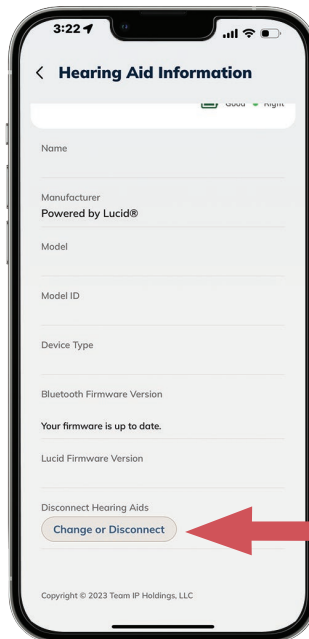 3:22
Hearing Aid Information
Good Right
Name
Manufacturer
Powered by Lucid®
Model
Model ID
Device Type
Bluetooth Firmware Version
Your firmware is up to date.
Lucid Firmware Version
Disconnect Hearing Aids
Change or Disconnect
Copyright © 2023 Team IP Holdings, LLC